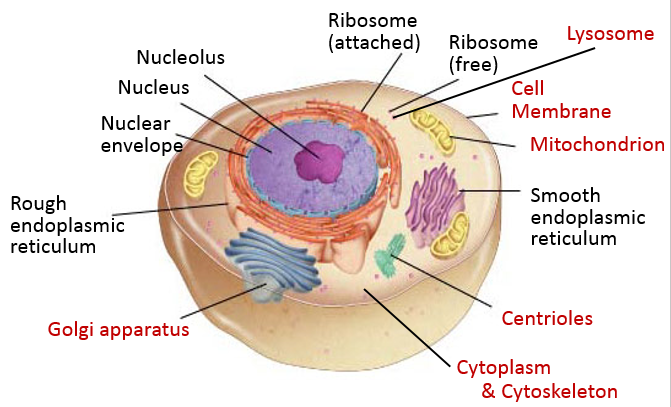 Ribosome
(attached)
Lysosome
Ribosome
(free)
Nucleolus
Nucleus
Cell
Membrane
Nuclear
envelope
Mitochondrion
Rough
endoplasmic
reticulum
Smooth
endoplasmic
reticulum
Golgi apparatus
Centrioles
Cytoplasm
& Cytoskeleton